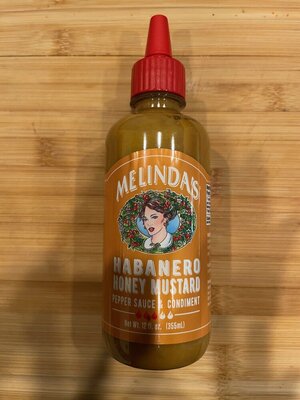 MELINDA'S
HABANERO
HONEY MUSTARD
PEPPER SAUCE & CONDIMENT
Net Wt. 12 fl. oz. (355mL)